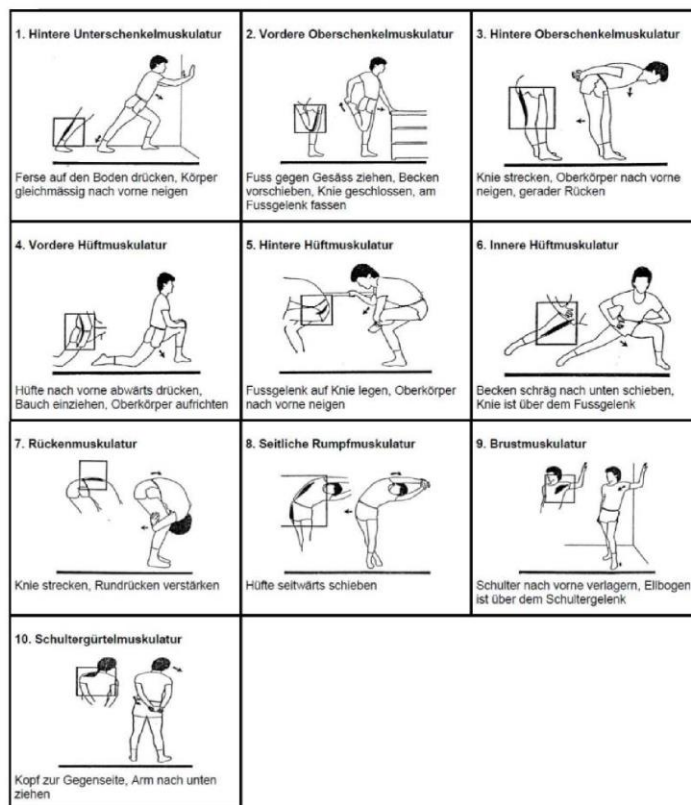 1. Hintere Unterschenkelmuskulatur
Ferse auf den Boden drücken, Körper
gleichmässig nach vorne neigen
2. Vordere Oberschenkelmuskulatur
Fuss gegen Gesäss ziehen, Becken
vorschieben, Knie geschlossen, am
Fussgelenk fassen
3. Hintere Oberschenkelmuskulatur
Knie strecken, Oberkörper nach vorne
neigen, gerader Rücken
4. Vordere Hüftmuskulatur
Hüfte nach vorne abwärts drücken,
Bauch einziehen, Oberkörper aufrichten
5. Hintere Hüftmuskulatur
Fussgelenk auf Knie legen, Oberkörper
nach vorne neigen
6. Innere Hüftmuskulatur
Becken schräg nach unten schieben,
Knie ist über dem Fussgelenk
7. Rückenmuskulatur
Knie strecken, Rundrücken verstärken
8. Seitliche Rumpfmuskulatur
Hüfte seitwärts schieben
9. Brustmuskulatur
Schulter nach vorne verlagern, Ellbogen
ist über dem Schultergelenk
10. Schultergürtelmuskulatur
Kopf zur Gegenseite, Arm nach unten
ziehen